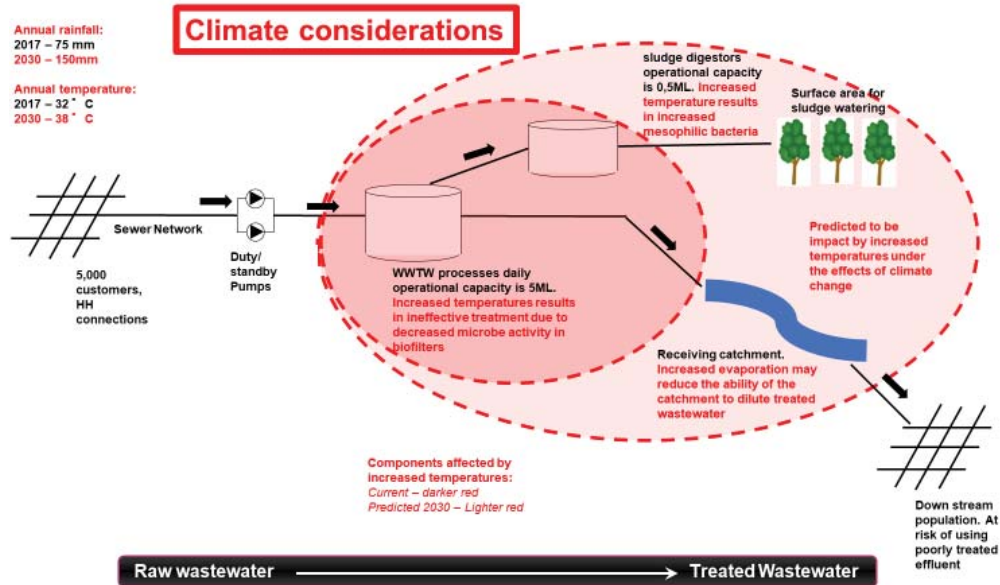 Climate considerations
Annual rainfall:
2017 – 75 mm
2030 – 150mm
Annual temperature:
2017 – 32˚ C
2030 – 38˚ C
sludge digestors
operational capacity
is 0,5ML. Increased
temperature results
in increased
mesophilic bacteria
Surface area for
sludge watering
Sewer Network
5,000
customers,
HH
connections
Duty/
standby
Pumps
WWTW processes daily
operational capacity is 5ML.
Increased temperatures results
in ineffective treatment due to
decreased microbe activity in
biofilters
Predicted to be
impact by increased
temperatures under
the effects of climate
change
Receiving catchment.
Increased evaporation may
reduce the ability of the
catchment to dilute treated
wastewater
Components affected by
increased temperatures:
Current – darker red
Predicted 2030 – Lighter red
Down stream
population. At
risk of using
poorly treated
effluent
Raw wastewater
Treated Wastewater